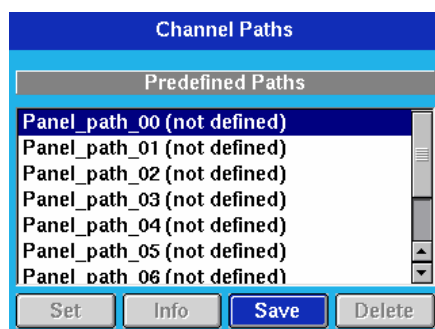 Channel Paths
Predefined Paths
Panel_path_00 (not defined)
Panel_path_01 (not defined)
Panel_path_02 (not defined)
Panel_path_03 (not defined)
Panel_path_04 (not defined)
Panel_path_05 (not defined)
Panel_path_06 (not defined)
Set Info Save Delete